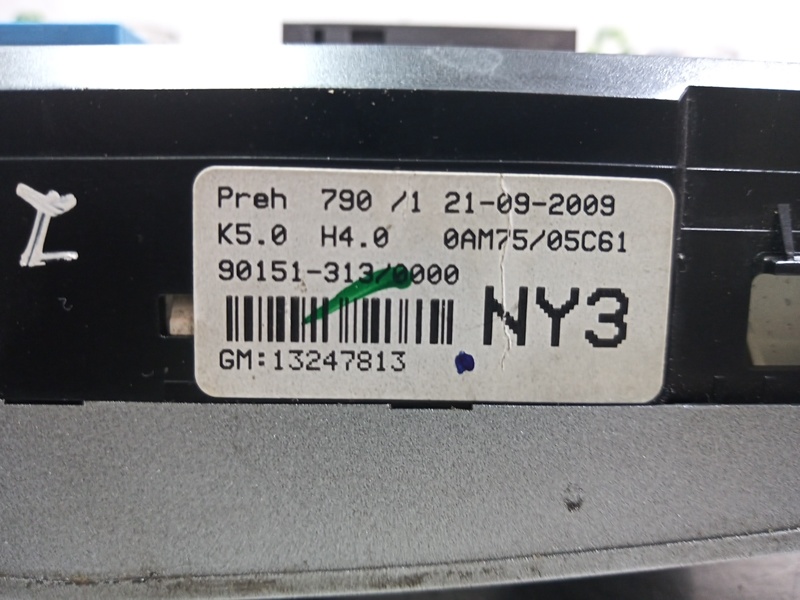 Preh 790 /1 21-09-2009
K5.0 H4.0 0AM75/05C61
90151-313/0000
NY3
GM:13247813